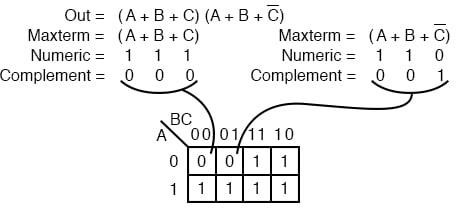 Out = (A + B + C) (A + B + C̅)
Maxterm = (A + B + C)
Numeric = 1 1 1
Complement = 0 0 0
Maxterm = (A + B + C̅)
Numeric = 1 1 0
Complement = 0 0 1
BC
A 00 01 11 10
0 0 0 1 1
1 1 1 1 1